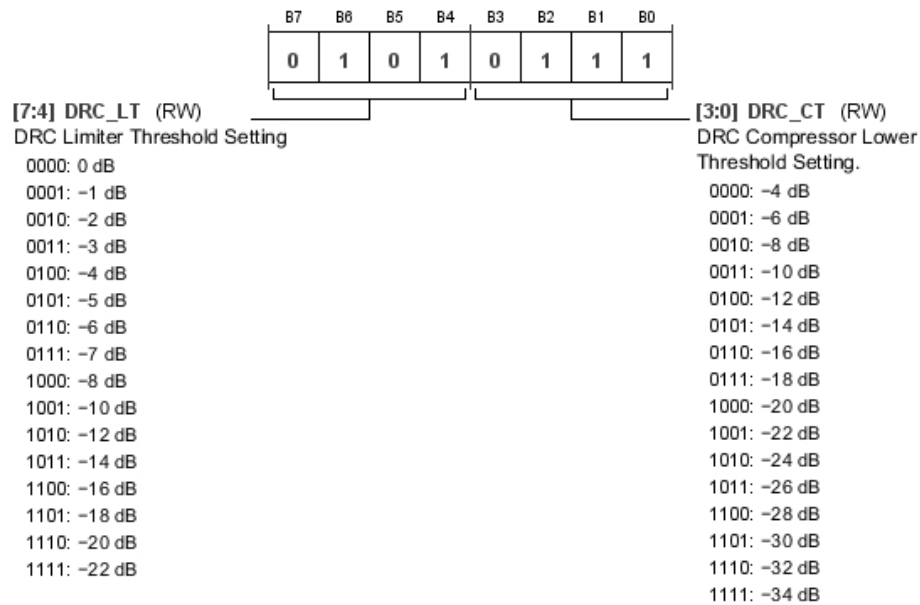 B7 B6 B5 B4 B3 B2 B1 B0
0 1 0 1 0 1 1 1
[7:4] DRC_LT (RW)
DRC Limiter Threshold Setting
0000: 0 dB
0001: −1 dB
0010: −2 dB
0011: −3 dB
0100: −4 dB
0101: −5 dB
0110: −6 dB
0111: −7 dB
1000: −8 dB
1001: −10 dB
1010: −12 dB
1011: −14 dB
1100: −16 dB
1101: −18 dB
1110: −20 dB
1111: −22 dB
[3:0] DRC_CT (RW)
DRC Compressor Lower
Threshold Setting.
0000: −4 dB
0001: −6 dB
0010: −8 dB
0011: −10 dB
0100: −12 dB
0101: −14 dB
0110: −16 dB
0111: −18 dB
1000: −20 dB
1001: −22 dB
1010: −24 dB
1011: −26 dB
1100: −28 dB
1101: −30 dB
1110: −32 dB
1111: −34 dB